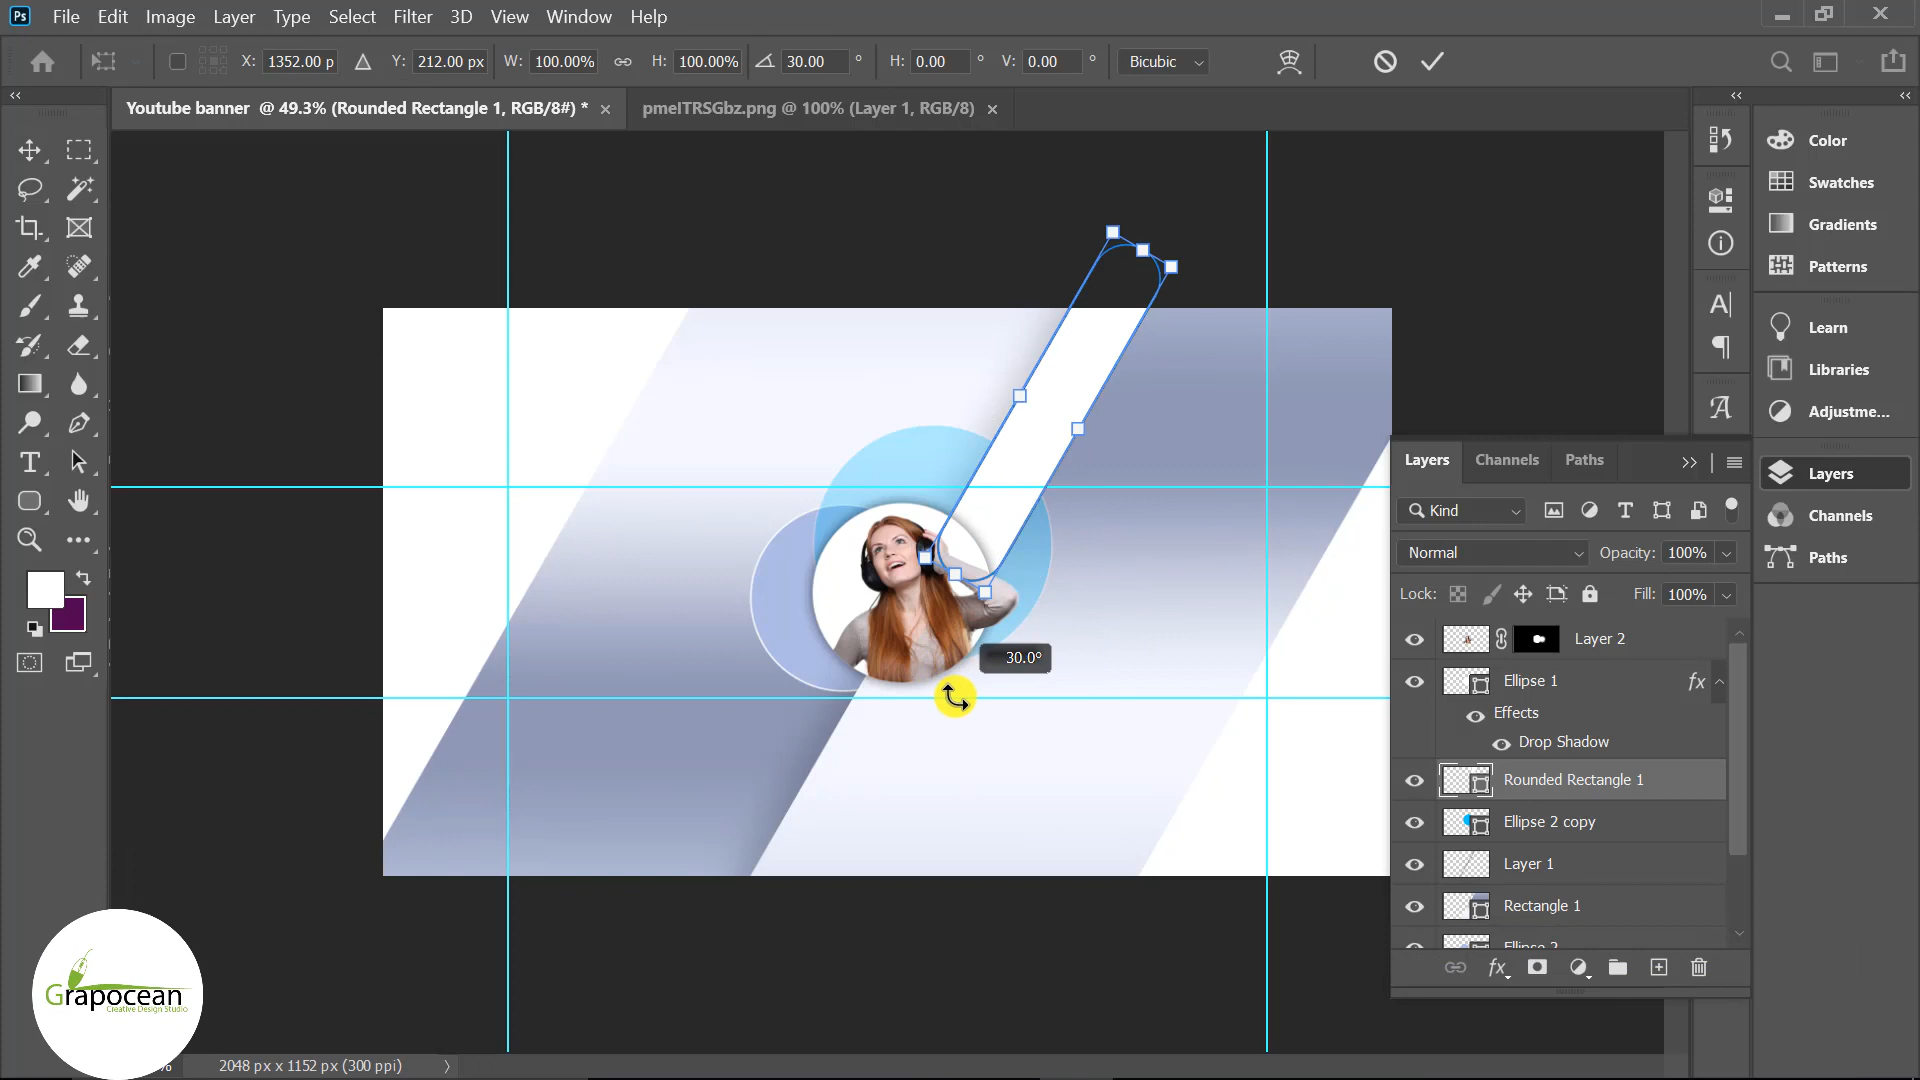 Ps File Edit Image Layer Type Select Filter 3D View Window Help
X: 1352.00 p Y: 212.00 px W: 100.00% H: 100.00% 30.00 ° H: 0.00 ° V: 0.00 ° Bicubic
Youtube banner @ 49.3% (Rounded Rectangle 1, RGB/8#) * ×
pmeITRSGbz.png @ 100% (Layer 1, RGB/8) ×
Color
Swatches
Gradients
Patterns
Learn
Libraries
Adjustme...
Layers
Channels
Paths
Layers Channels Paths
Kind
Normal Opacity: 100%
Lock: Fill: 100%
Layer 2
Ellipse 1 fx
Effects
Drop Shadow
Rounded Rectangle 1
Ellipse 2 copy
Layer 1
Rectangle 1
Ellipse 2
fx
30.0°
Grapocean
Creative Design Studio
% 2048 px x 1152 px (300 ppi)